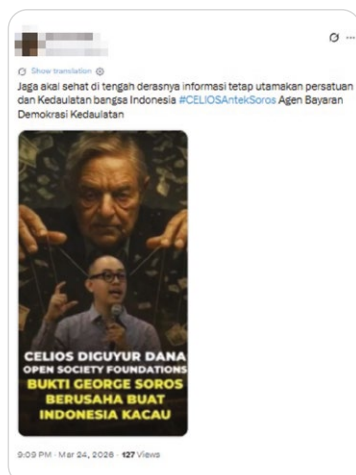 Show translation
Jaga akal sehat di tengah derasnya informasi tetap utamakan persatuan
dan Kedaulatan bangsa Indonesia #CELIOSAntekSoros Agen Bayaran
Demokrasi Kedaulatan
CELIOS DIGUYUR DANA
OPEN SOCIETY FOUNDATIONS
BUKTI GEORGE SOROS
BERUSAHA BUAT
INDONESIA KACAU
9:09 PM · Mar 24, 2026 · 127 Views